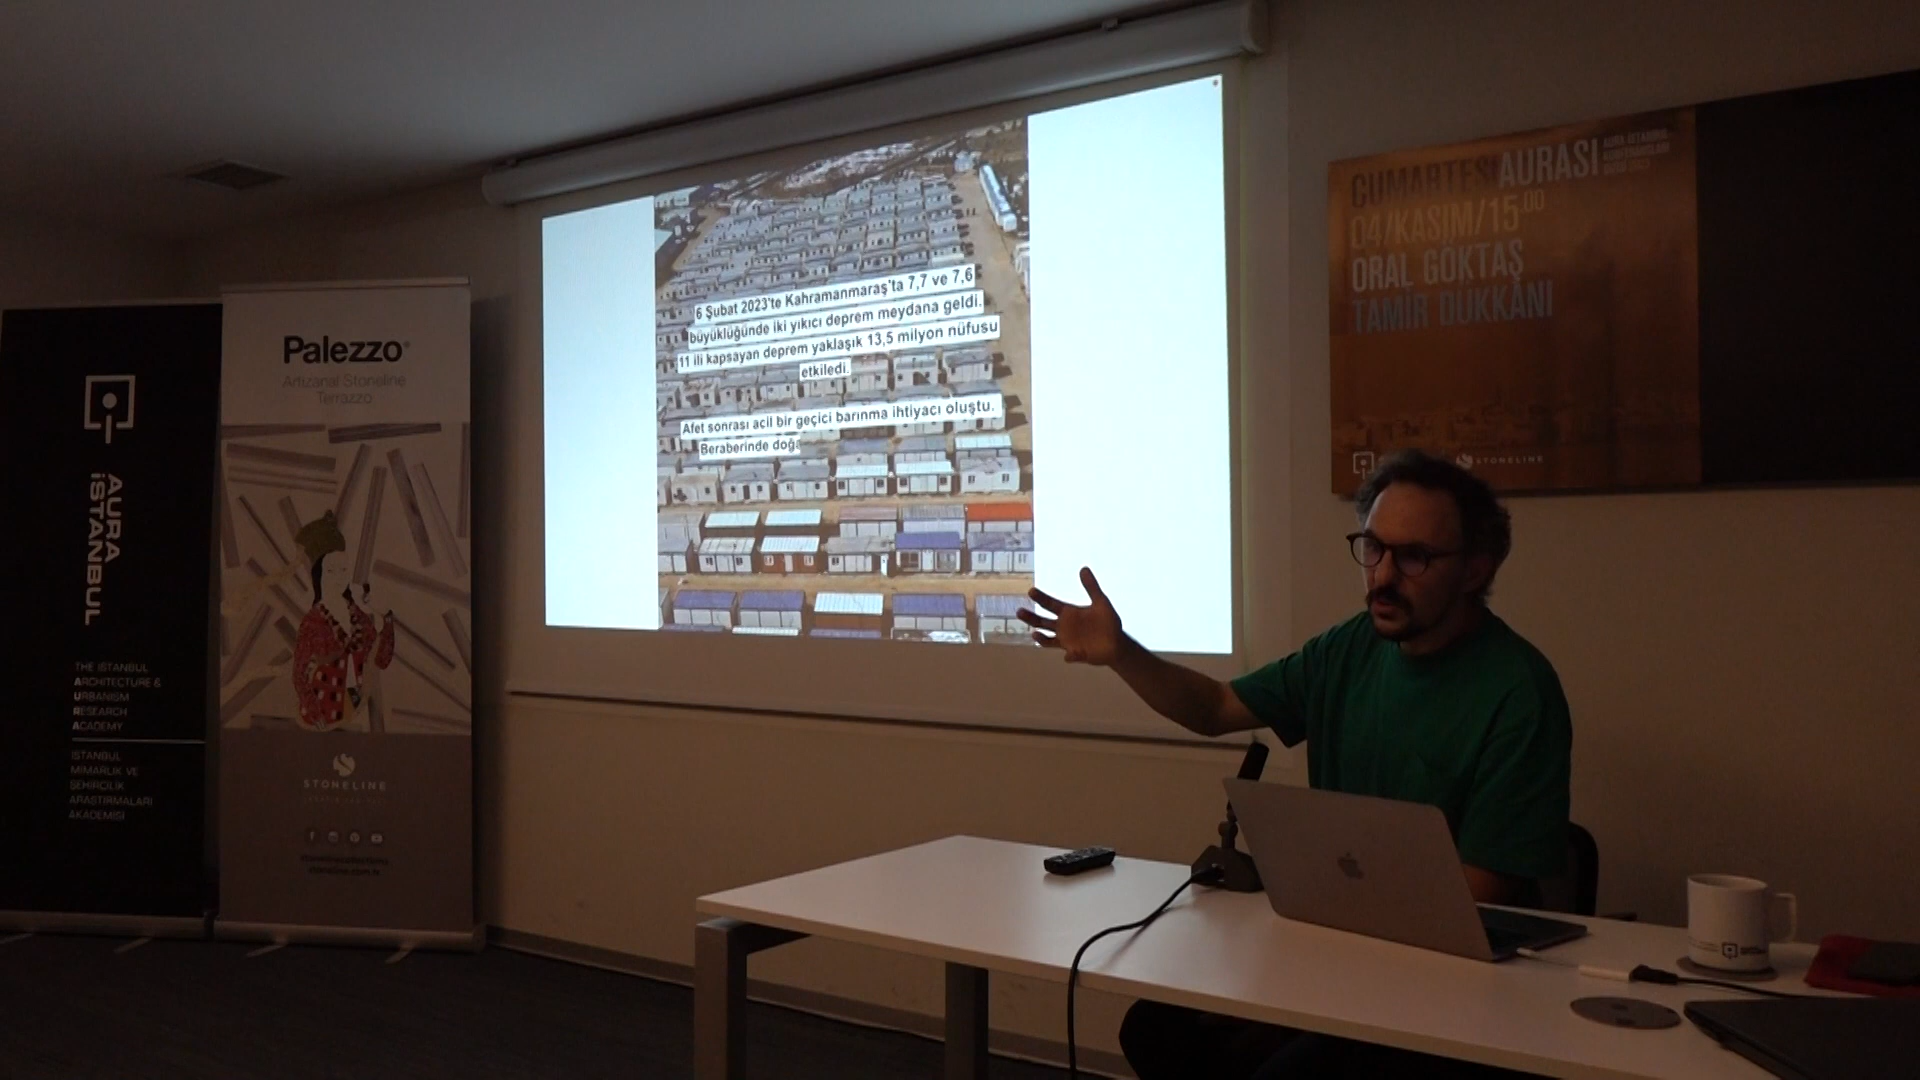 AURA
iSTANBUL
THE ISTANBUL
ARCHITECTURE &
URBANISM
RESEARCH
ACADEMY
İSTANBUL
MİMARLIK VE
ŞEHİRCİLİK
ARAŞTIRMALARI
AKADEMİSİ
Palezzo
Artizanal Stoneline
Terrazzo
STONELINE
6 Şubat 2023'te Kahramanmaraş'ta 7,7 ve 7,6
büyüklüğünde iki yıkıcı deprem meydana geldi.
11 ili kapsayan deprem yaklaşık 13,5 milyon nüfusu
etkiledi.
Afet sonrası acil bir geçici barınma ihtiyacı oluştu.
Beraberinde doğa
CUMARTESİ AURASI
04/KASIM/15.00
ORAL GÖKTAŞ
TAMİR DÜKKANI
STONELINE